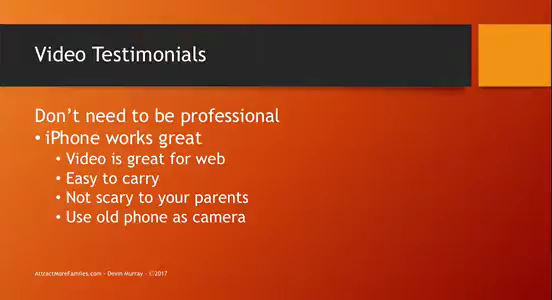 Video Testimonials
Don't need to be professional
• iPhone works great
• Video is great for web
• Easy to carry
• Not scary to your parents
• Use old phone as camera
AttractMoreFamilies.com - Devin Murray - ©2017